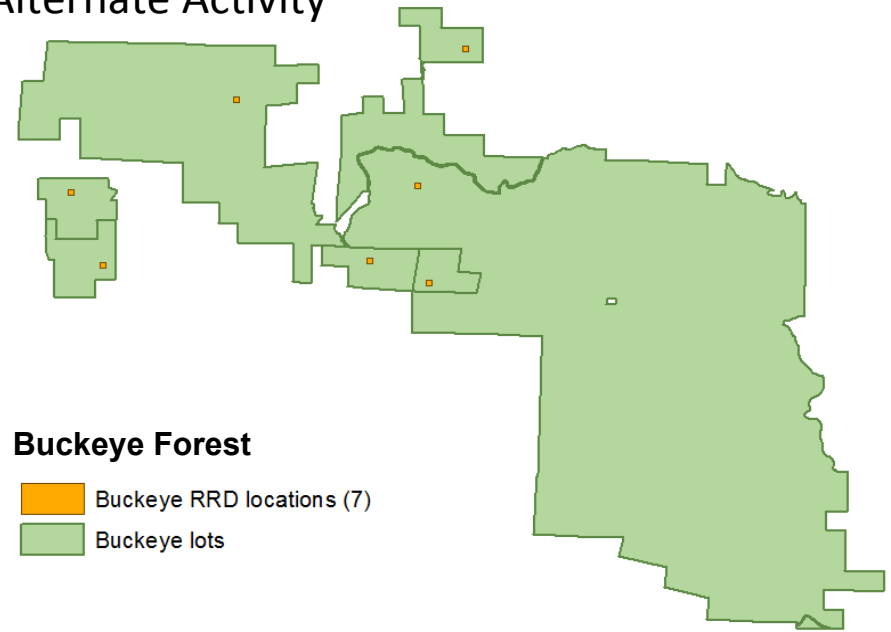 Alternate Activity
Buckeye Forest
Buckeye RRD locations (7)
Buckeye lots